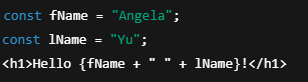 const fName = "Angela";
const lName = "Yu";
<h1>Hello {fName + " " + lName}!</h1>